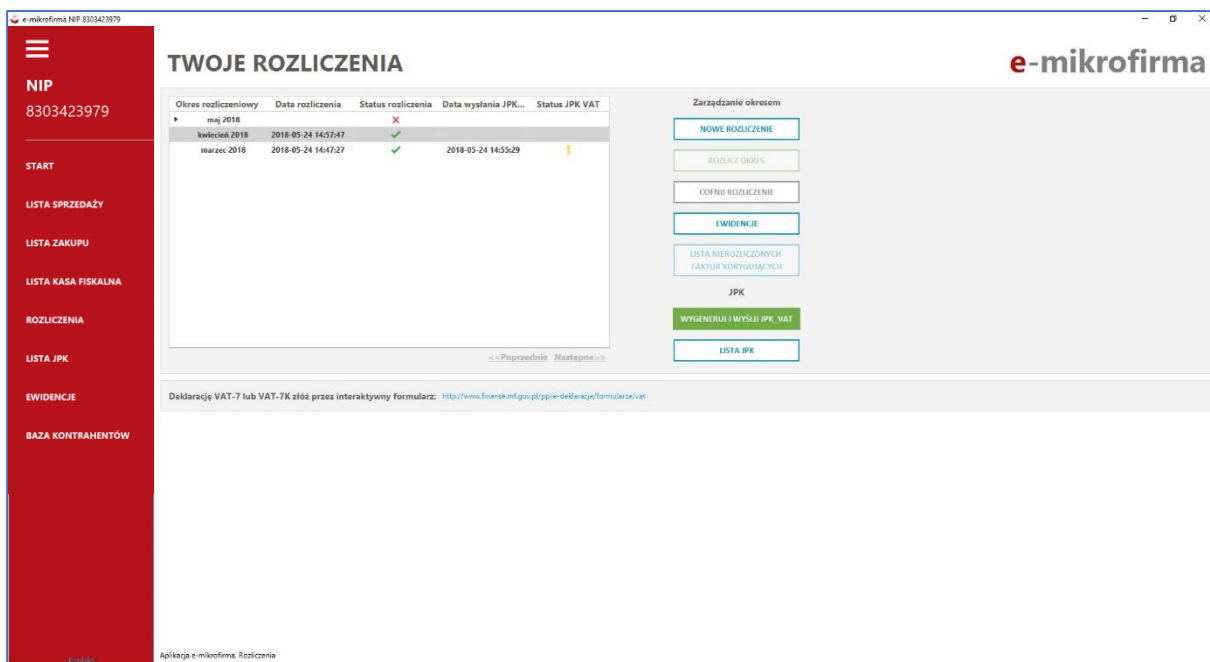 e-mikrofirma NIP 8303423979
TWOJE ROZLICZENIA
e-mikrofirma
NIP
8303423979
START
LISTA SPRZEDAŻY
LISTA ZAKUPU
LISTA KASA FISKALNA
ROZLICZENIA
LISTA JPK
EWIDENCJE
BAZA KONTRAHENTÓW
Kontakt
Okres rozliczeniowy Data rozliczenia Status rozliczenia Data wysłania JPK... Status JPK VAT
maj 2018
kwiecień 2018 2018-05-24 14:57:47
marzec 2018 2018-05-24 14:47:27 2018-05-24 14:55:29
<<Poprzednie Następne>>
Zarządzanie okresem
NOWE ROZLICZENIE
ROZLICZ OKRES
COFNIJ ROZLICZENIE
EWIDENCJE
LISTA NIEROZLICZONYCH
FAKTUR KORYGUJĄCYCH
JPK
WYGENERUJ I WYŚLIJ JPK_VAT
LISTA JPK
Deklarację VAT-7 lub VAT-7K złóż przez interaktywny formularz: http://www.finanse.mf.gov.pl/pp/e-deklaracje/formularze/vat
Aplikacja e-mikrofirma, Rozliczenia